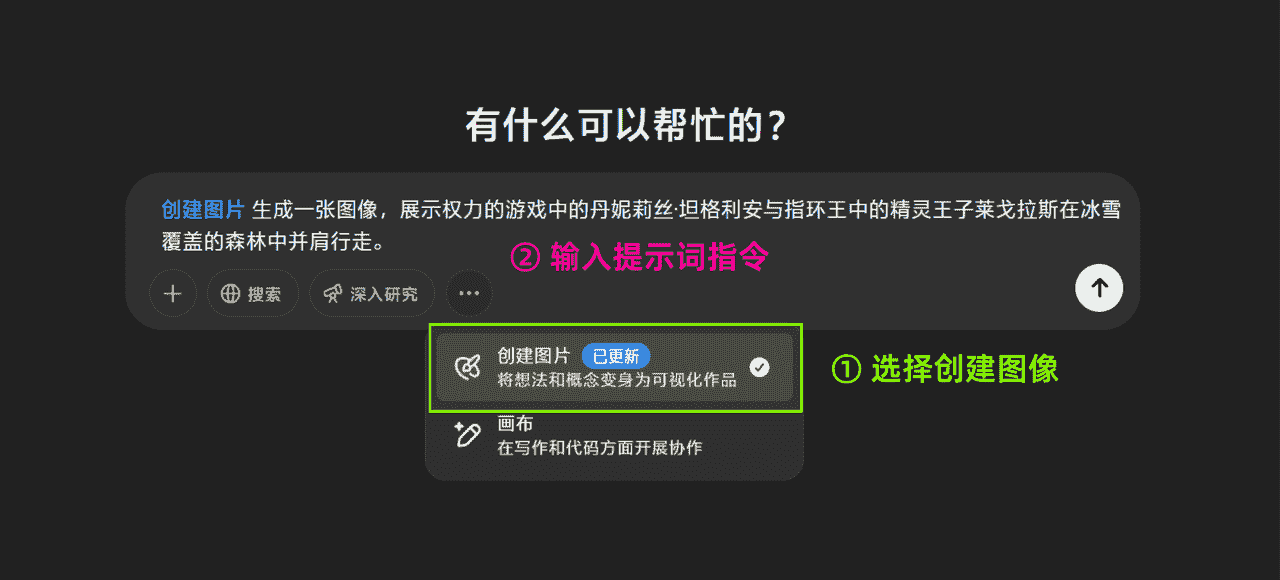 有什么可以帮忙的？
创建图片 生成一张图像，展示权力的游戏中的丹妮莉丝·坦格利安与指环王中的精灵王子莱戈拉斯在冰雪
覆盖的森林中并肩行走。
② 输入提示词指令
搜索
深入研究
创建图片 已更新
将想法和概念变身为可视化作品
① 选择创建图像
画布
在写作和代码方面开展协作